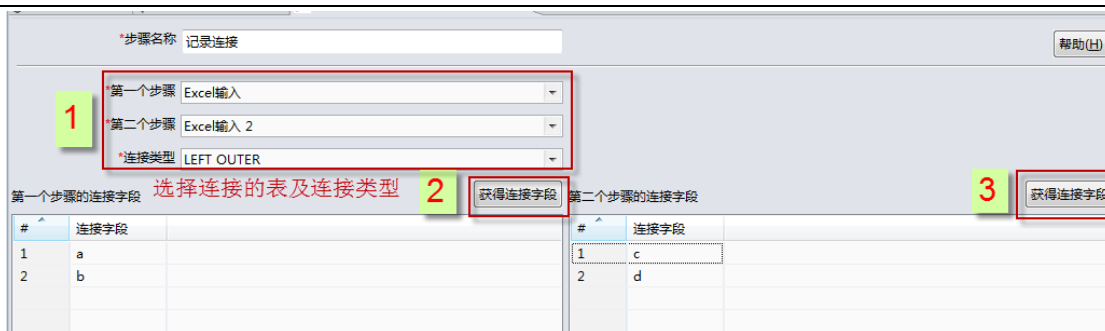 *步骤名称 记录连接
帮助(H)
*第一个步骤 Excel输入
1
*第二个步骤 Excel输入 2
*连接类型 LEFT OUTER
第一个步骤的连接字段 选择连接的表及连接类型 2 获得连接字段 第二个步骤的连接字段 3 获得连接字段
# 连接字段 # 连接字段
1 a 1 c
2 b 2 d